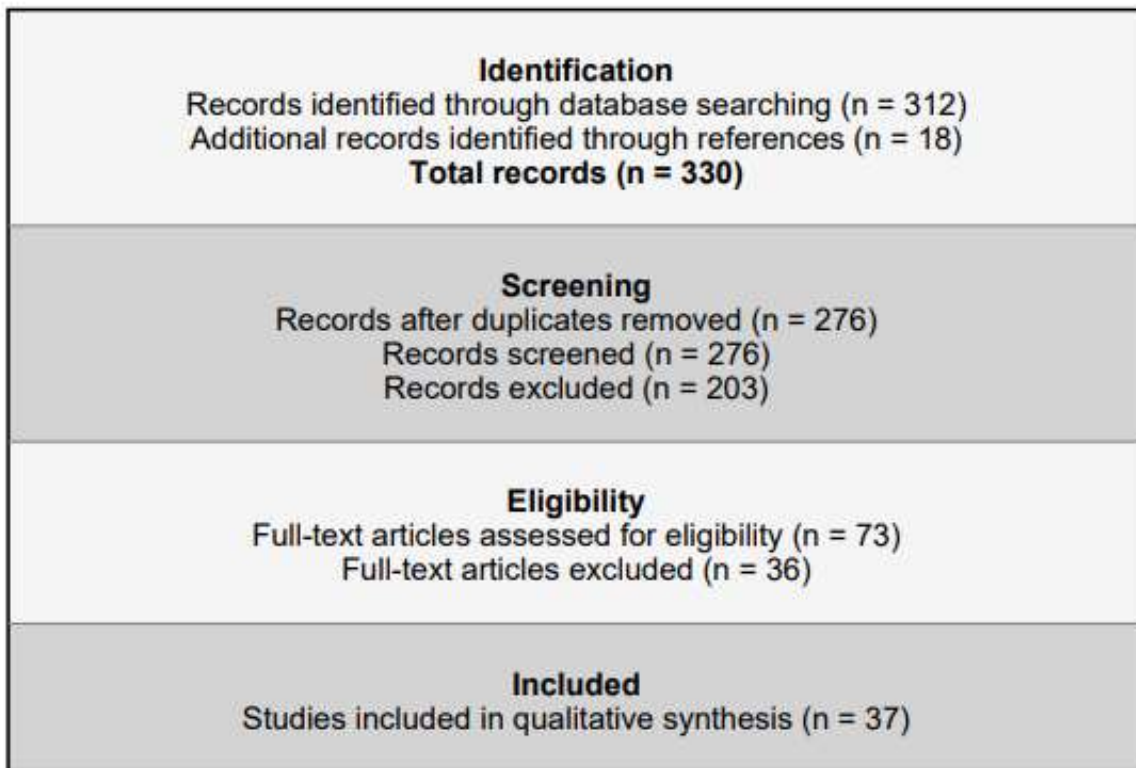 Identification
Records identified through database searching (n = 312)
Additional records identified through references (n = 18)
Total records (n = 330)
Screening
Records after duplicates removed (n = 276)
Records screened (n = 276)
Records excluded (n = 203)
Eligibility
Full-text articles assessed for eligibility (n = 73)
Full-text articles excluded (n = 36)
Included
Studies included in qualitative synthesis (n = 37)